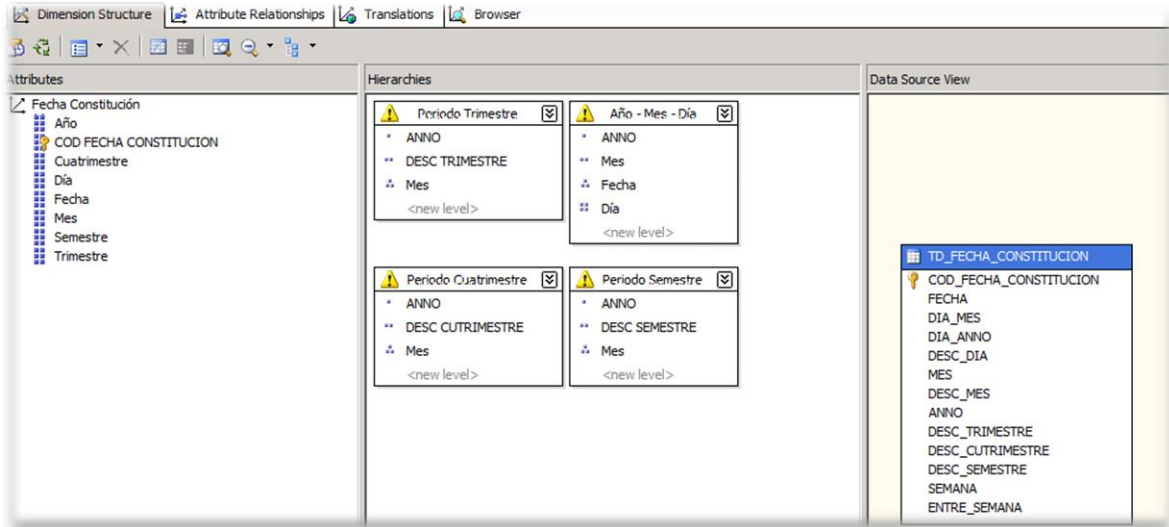 Dimension Structure
Attribute Relationships
Translations
Browser
Attributes
Fecha Constitución
Año
COD FECHA CONSTITUCION
Cuatrimestre
Día
Fecha
Mes
Semestre
Trimestre
Hierarchies
Periodo Trimestre
ANNO
DESC TRIMESTRE
Mes
<new level>
Año - Mes - Día
ANNO
Mes
Fecha
Día
<new level>
Periodo Cuatrimestre
ANNO
DESC CUTRIMESTRE
Mes
<new level>
Periodo Semestre
ANNO
DESC SEMESTRE
Mes
<new level>
Data Source View
TD_FECHA_CONSTITUCION
COD_FECHA_CONSTITUCION
FECHA
DIA_MES
DIA_ANNO
DESC_DIA
MES
DESC_MES
ANNO
DESC_TRIMESTRE
DESC_CUTRIMESTRE
DESC_SEMESTRE
SEMANA
ENTRE_SEMANA